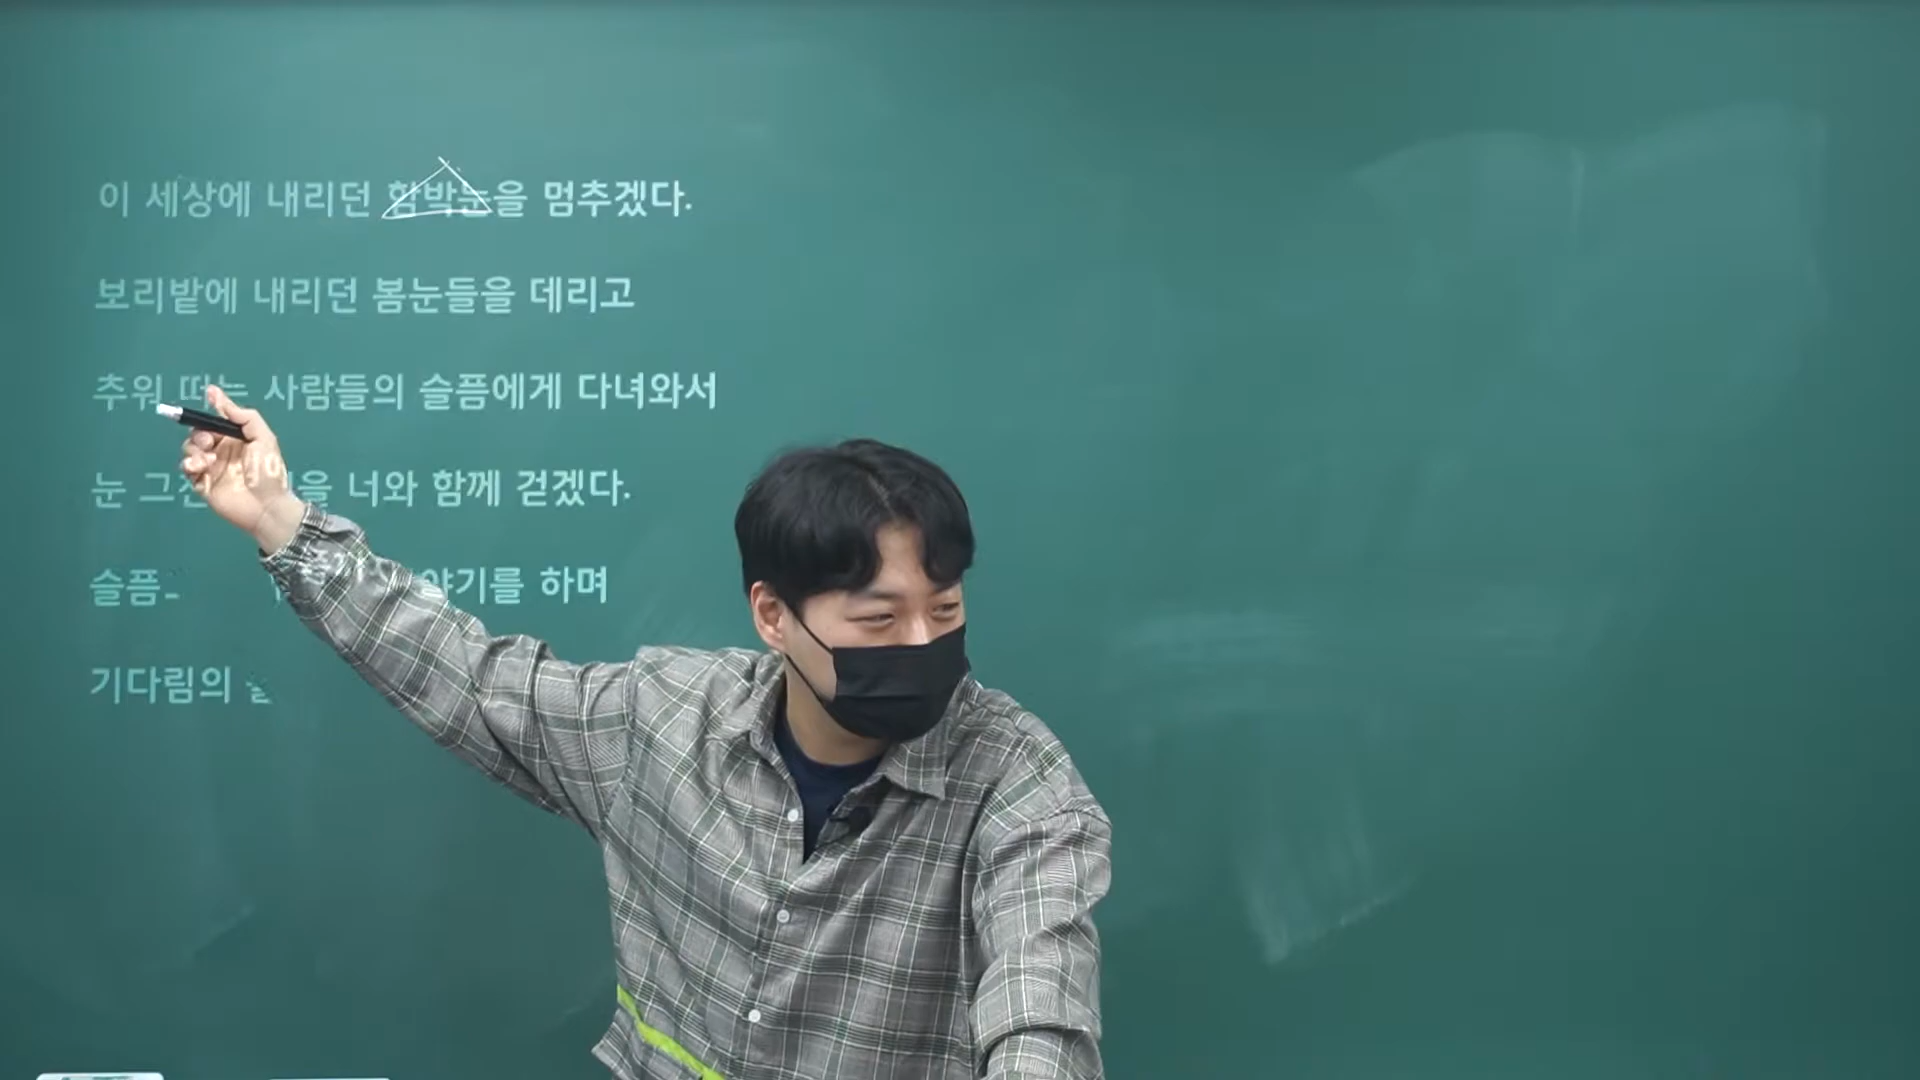 이 세상에 내리던 함박눈을 멈추겠다.
보리밭에 내리던 봄눈들을 데리고
추워 떠는 사람들의 슬픔에게 다녀와서
눈 그친 을 너와 함께 걷겠다.
슬픔 야기를 하며
기다림의